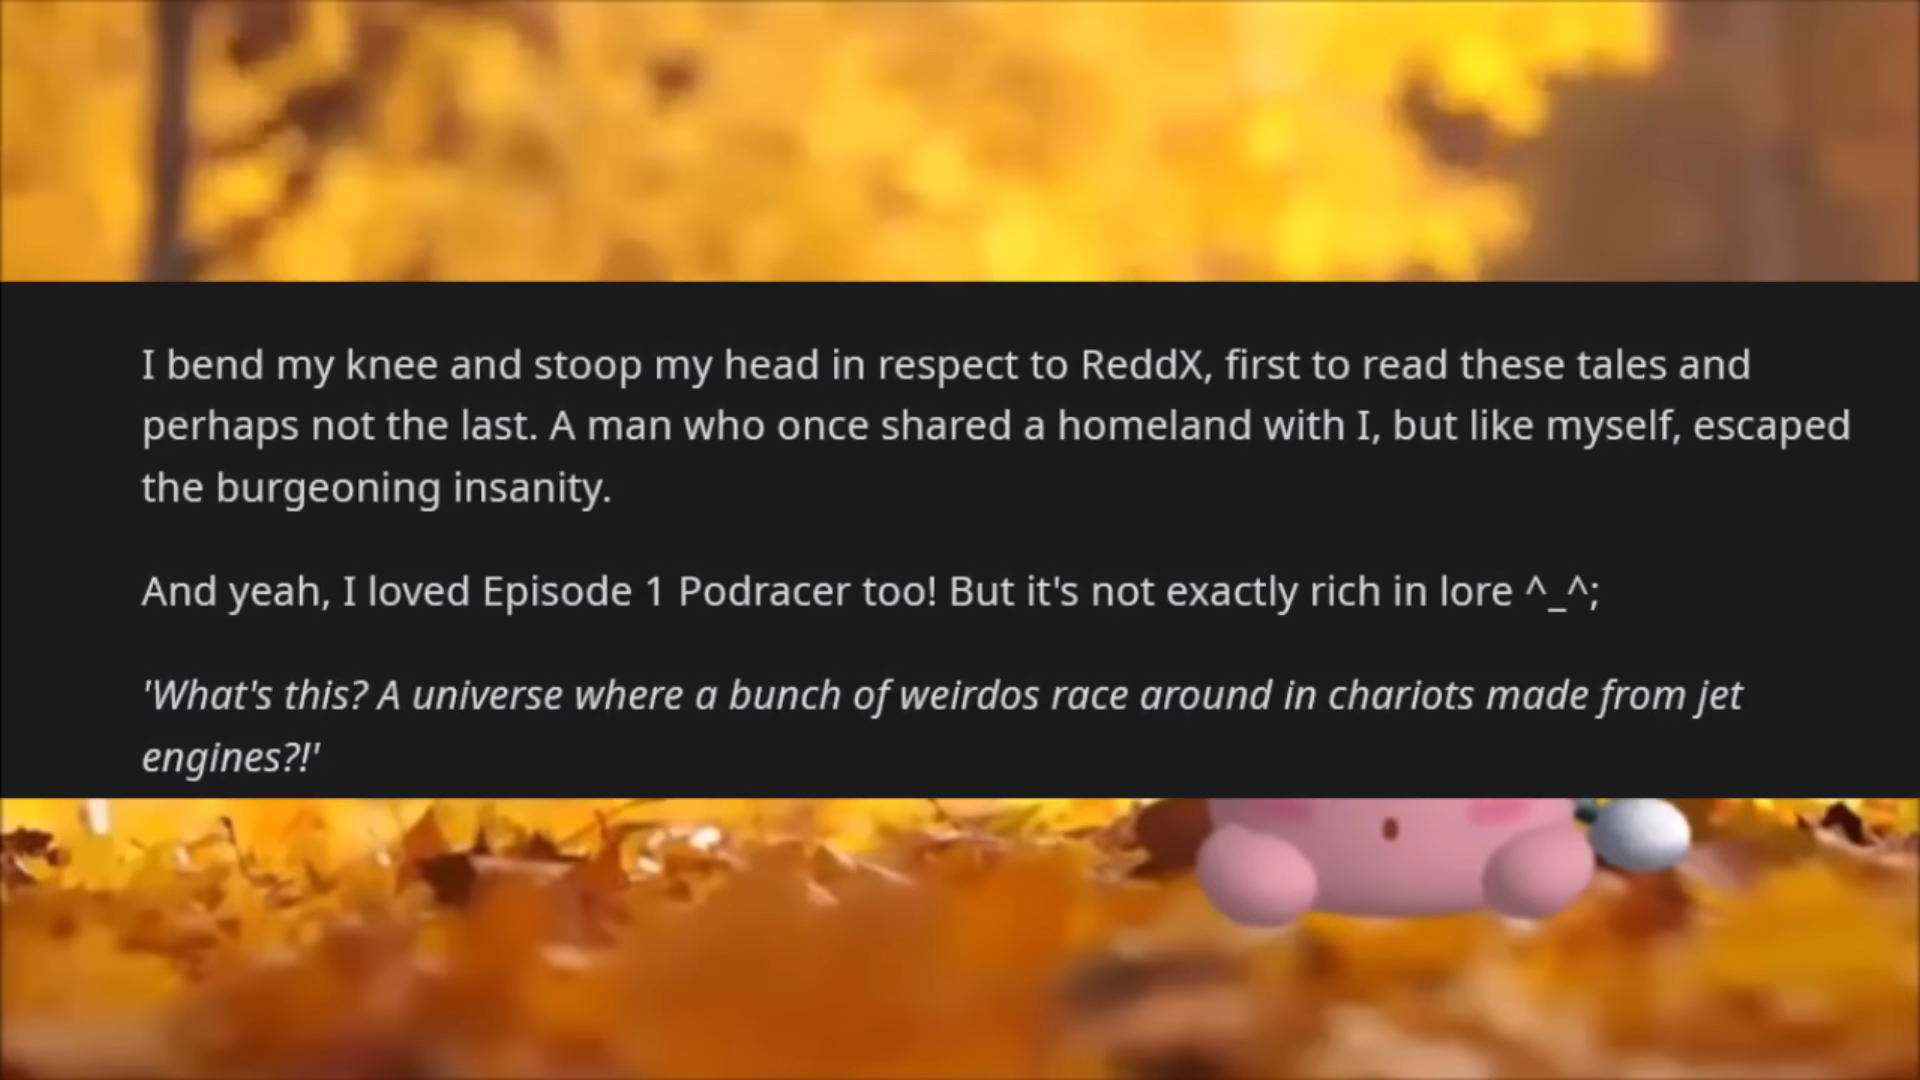 I bend my knee and stoop my head in respect to ReddX, first to read these tales and
perhaps not the last. A man who once shared a homeland with I, but like myself, escaped
the burgeoning insanity.
And yeah, I loved Episode 1 Podracer too! But it's not exactly rich in lore ^_^;
'What's this? A universe where a bunch of weirdos race around in chariots made from jet
engines?!'